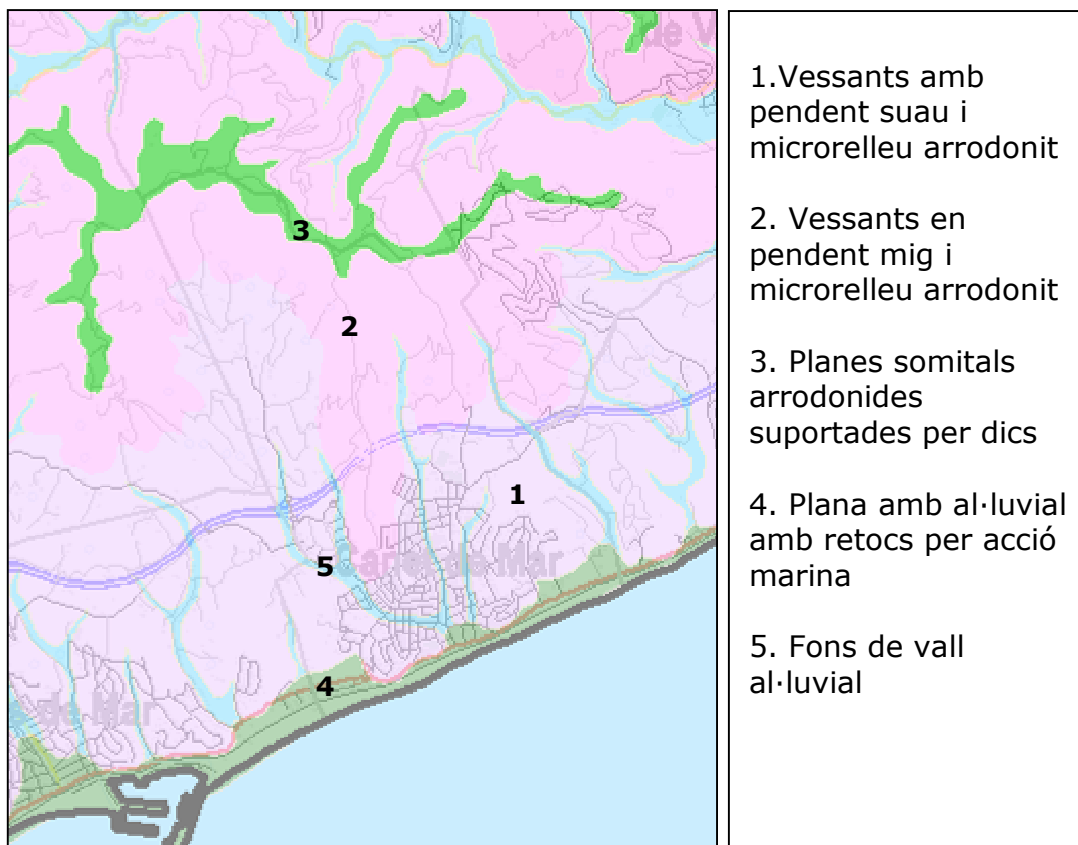 de V
3
2
1
5
Canet de Mar
4
de Mar
1.Vessants amb
pendent suau i
microrelleu arrodonit
2. Vessants en
pendent mig i
microrelleu arrodonit
3. Planes somitals
arrodonides
suportades per dics
4. Plana amb al·luvial
amb retocs per acció
marina
5. Fons de vall
al·luvial